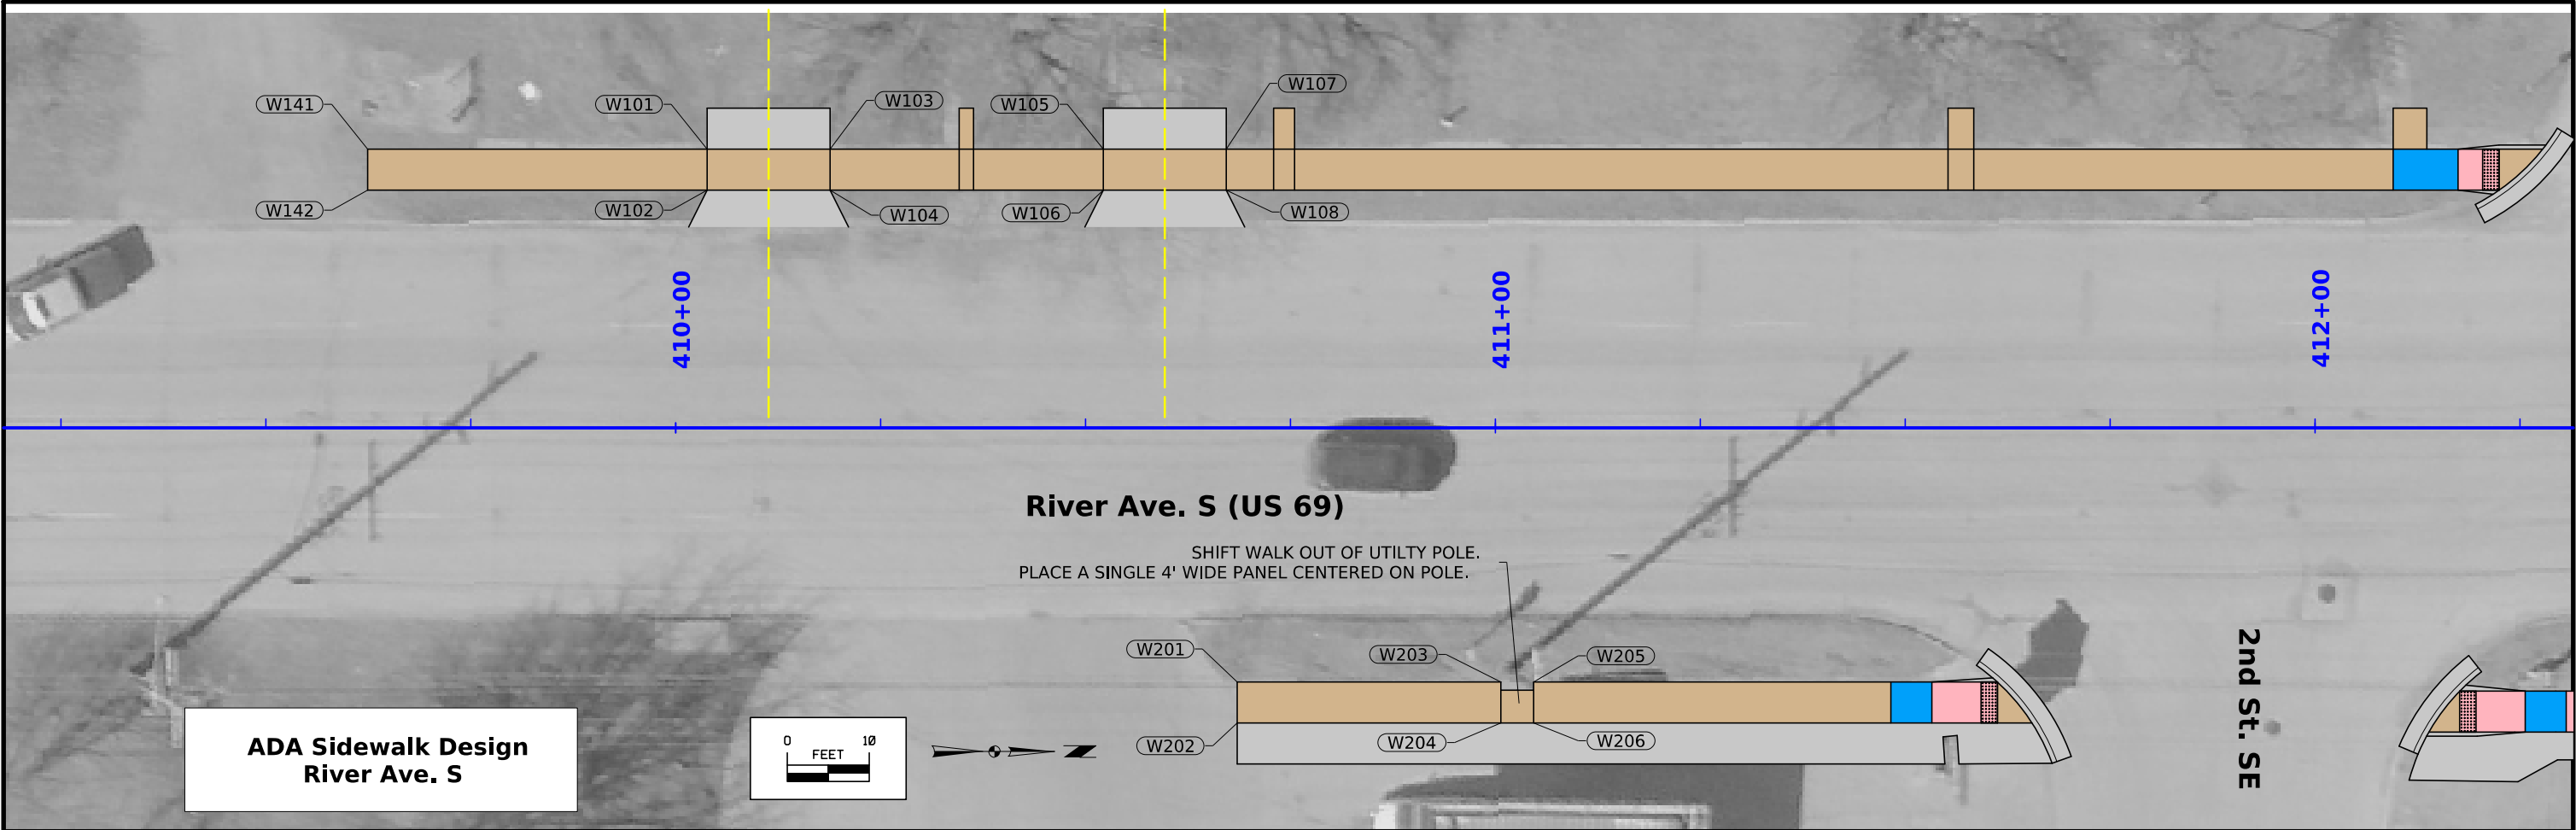 W141
W101
W103
W105
W107
W142
W102
W104
W106
W108
410+00
411+00
412+00
River Ave. S (US 69)
SHIFT WALK OUT OF UTILTY POLE.
PLACE A SINGLE 4' WIDE PANEL CENTERED ON POLE.
W201
W203
W205
W202
W204
W206
2nd St. SE
ADA Sidewalk Design
River Ave. S
0 10
FEET
N